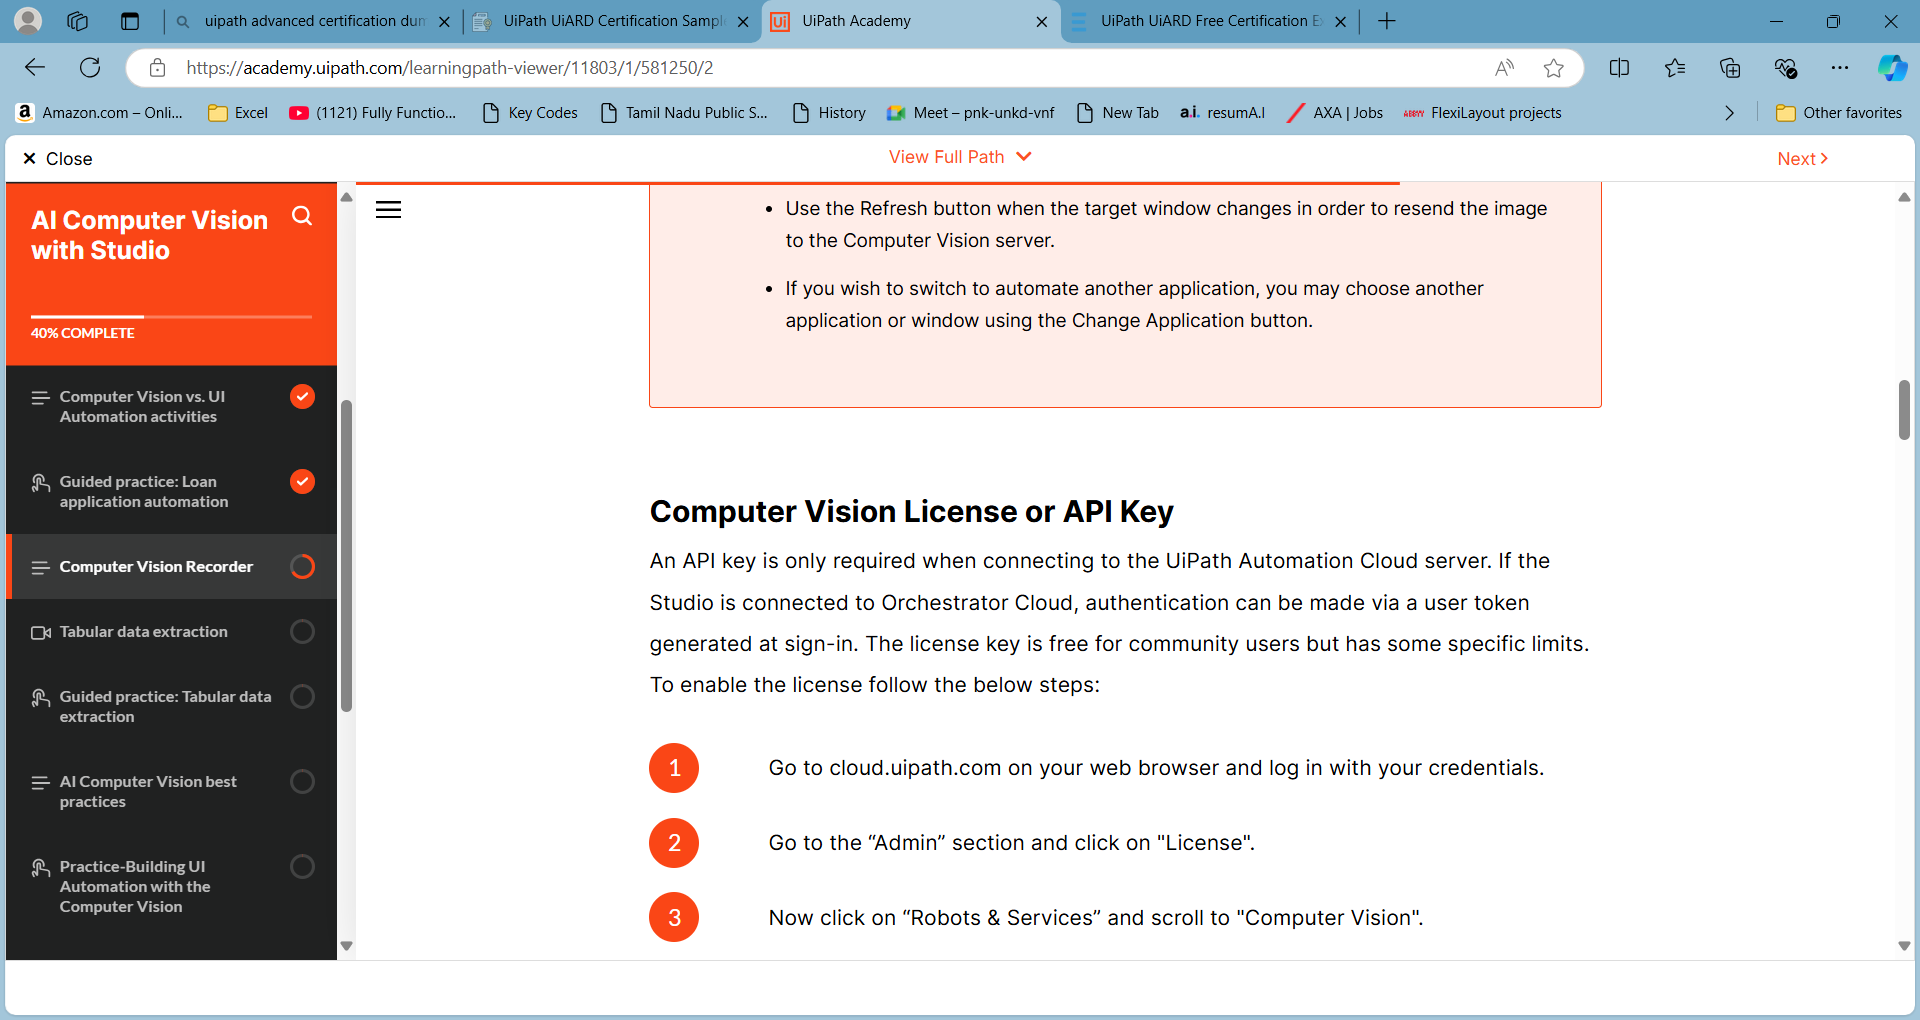 uipath advanced certification dum
UiPath UiARD Certification Sampl
Ui
UiPath Academy
UiPath UiARD Free Certification E
https://academy.uipath.com/learningpath-viewer/11803/1/581250/2
a
Amazon.com – Onli...
Excel
(1121) Fully Functio...
Key Codes
Tamil Nadu Public S...
History
Meet – pnk-unkd-vnf
New Tab
a.i.
resumA.I
AXA | Jobs
ABBYY
FlexiLayout projects
Other favorites
Close
View Full Path
Next
AI Computer Vision
with Studio
40% COMPLETE
Computer Vision vs. UI
Automation activities
Guided practice: Loan
application automation
Computer Vision Recorder
Tabular data extraction
Guided practice: Tabular data
extraction
AI Computer Vision best
practices
Practice-Building UI
Automation with the
Computer Vision
• Use the Refresh button when the target window changes in order to resend the image
to the Computer Vision server.
• If you wish to switch to automate another application, you may choose another
application or window using the Change Application button.
Computer Vision License or API Key
An API key is only required when connecting to the UiPath Automation Cloud server. If the
Studio is connected to Orchestrator Cloud, authentication can be made via a user token
generated at sign-in. The license key is free for community users but has some specific limits.
To enable the license follow the below steps:
1
Go to cloud.uipath.com on your web browser and log in with your credentials.
2
Go to the “Admin” section and click on "License".
3
Now click on “Robots & Services” and scroll to "Computer Vision".